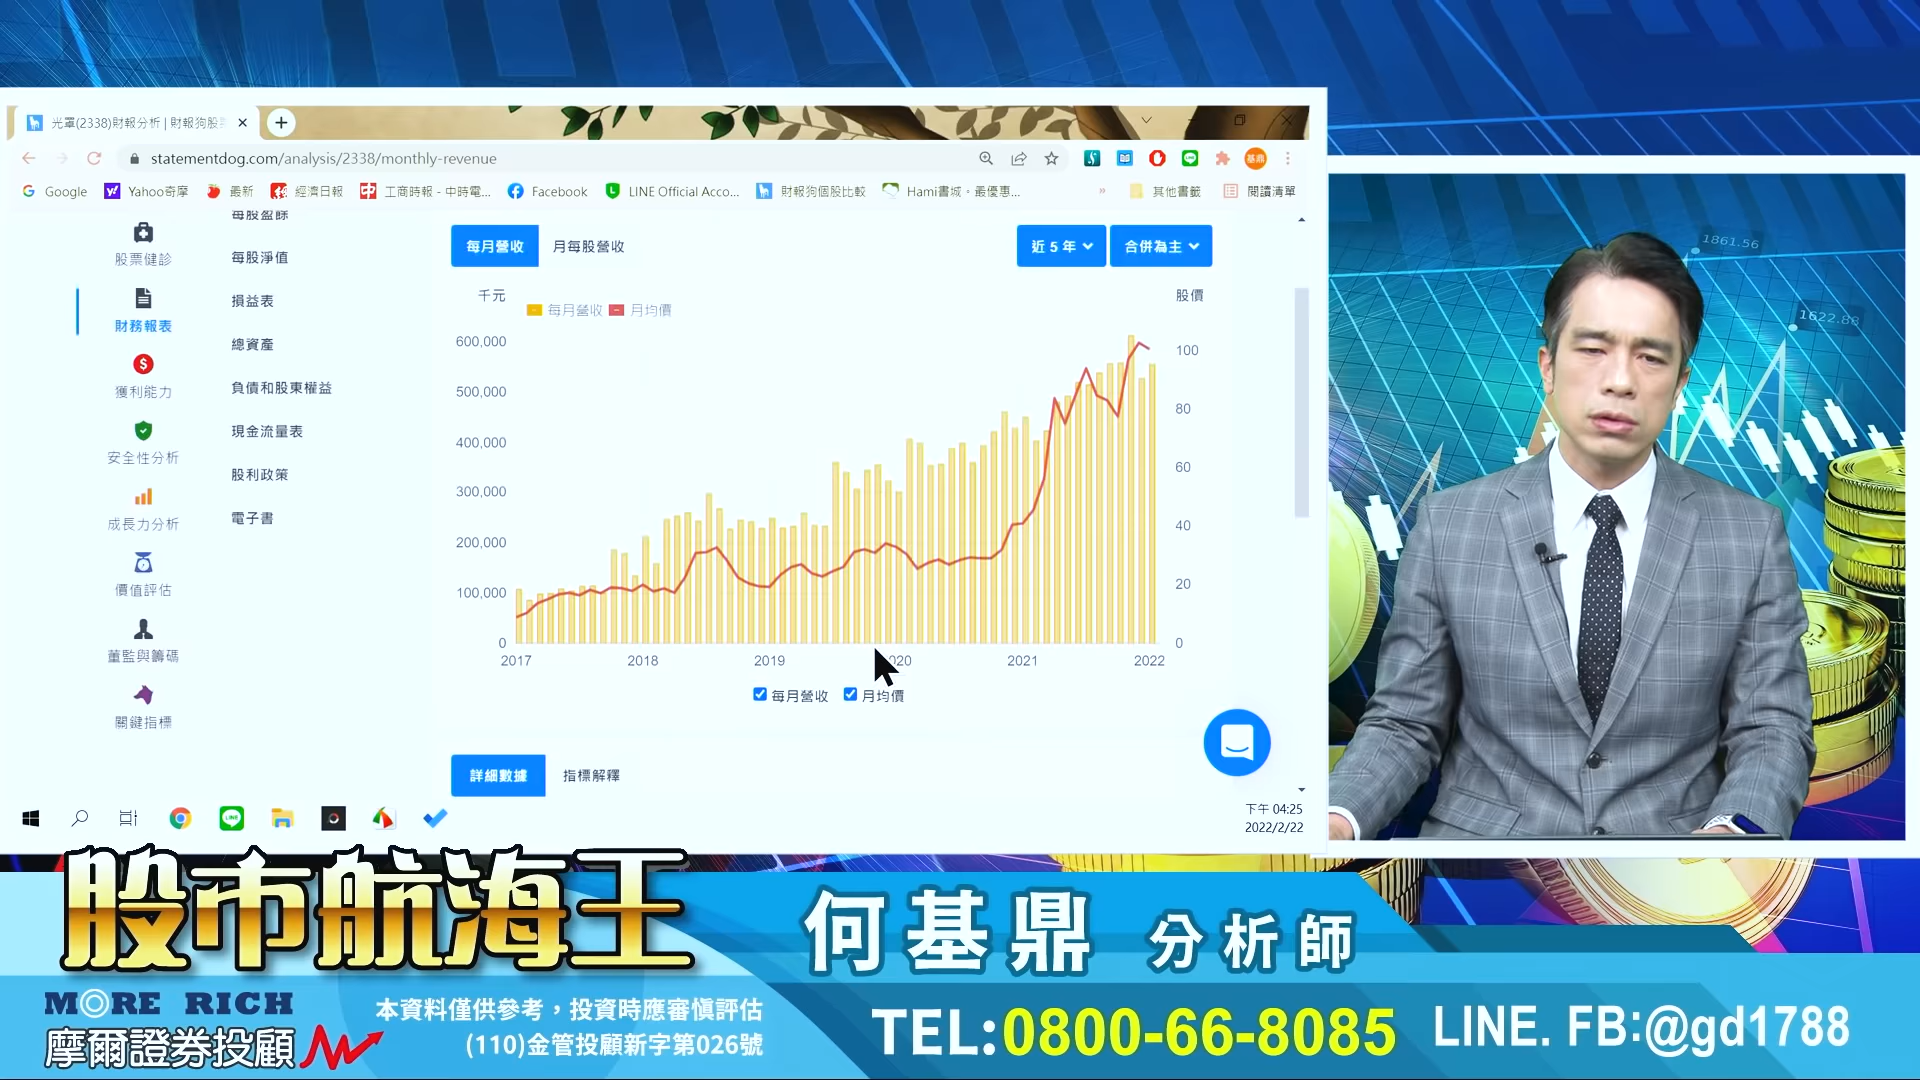 光罩(2338)財報分析 | 財報狗股
statementdog.com/analysis/2338/monthly-revenue
基鼎
Google
Yahoo奇摩
最新
經濟日報
工商時報 - 中時電...
Facebook
LINE Official Acco...
財報狗個股比較
Hami書城。最優惠...
»
其他書籤
閱讀清單
股票健診
財務報表
獲利能力
安全性分析
成長力分析
價值評估
董監與籌碼
關鍵指標
每股盈餘
每股淨值
損益表
總資產
負債和股東權益
現金流量表
股利政策
電子書
每月營收
月每股營收
近 5 年
合併為主
千元
每月營收
月均價
股價
600,000
500,000
400,000
300,000
200,000
100,000
0
100
80
60
40
20
0
2017
2018
2019
020
2021
2022
每月營收
月均價
詳細數據
指標解釋
下午 04:25
2022/2/22
1861.56
1622.88
股市航海王
MORE RICH
摩爾證券投顧
本資料僅供參考，投資時應審慎評估
(110)金管投顧新字第026號
何基鼎 分析師
TEL:0800-66-8085
LINE. FB:@gd1788